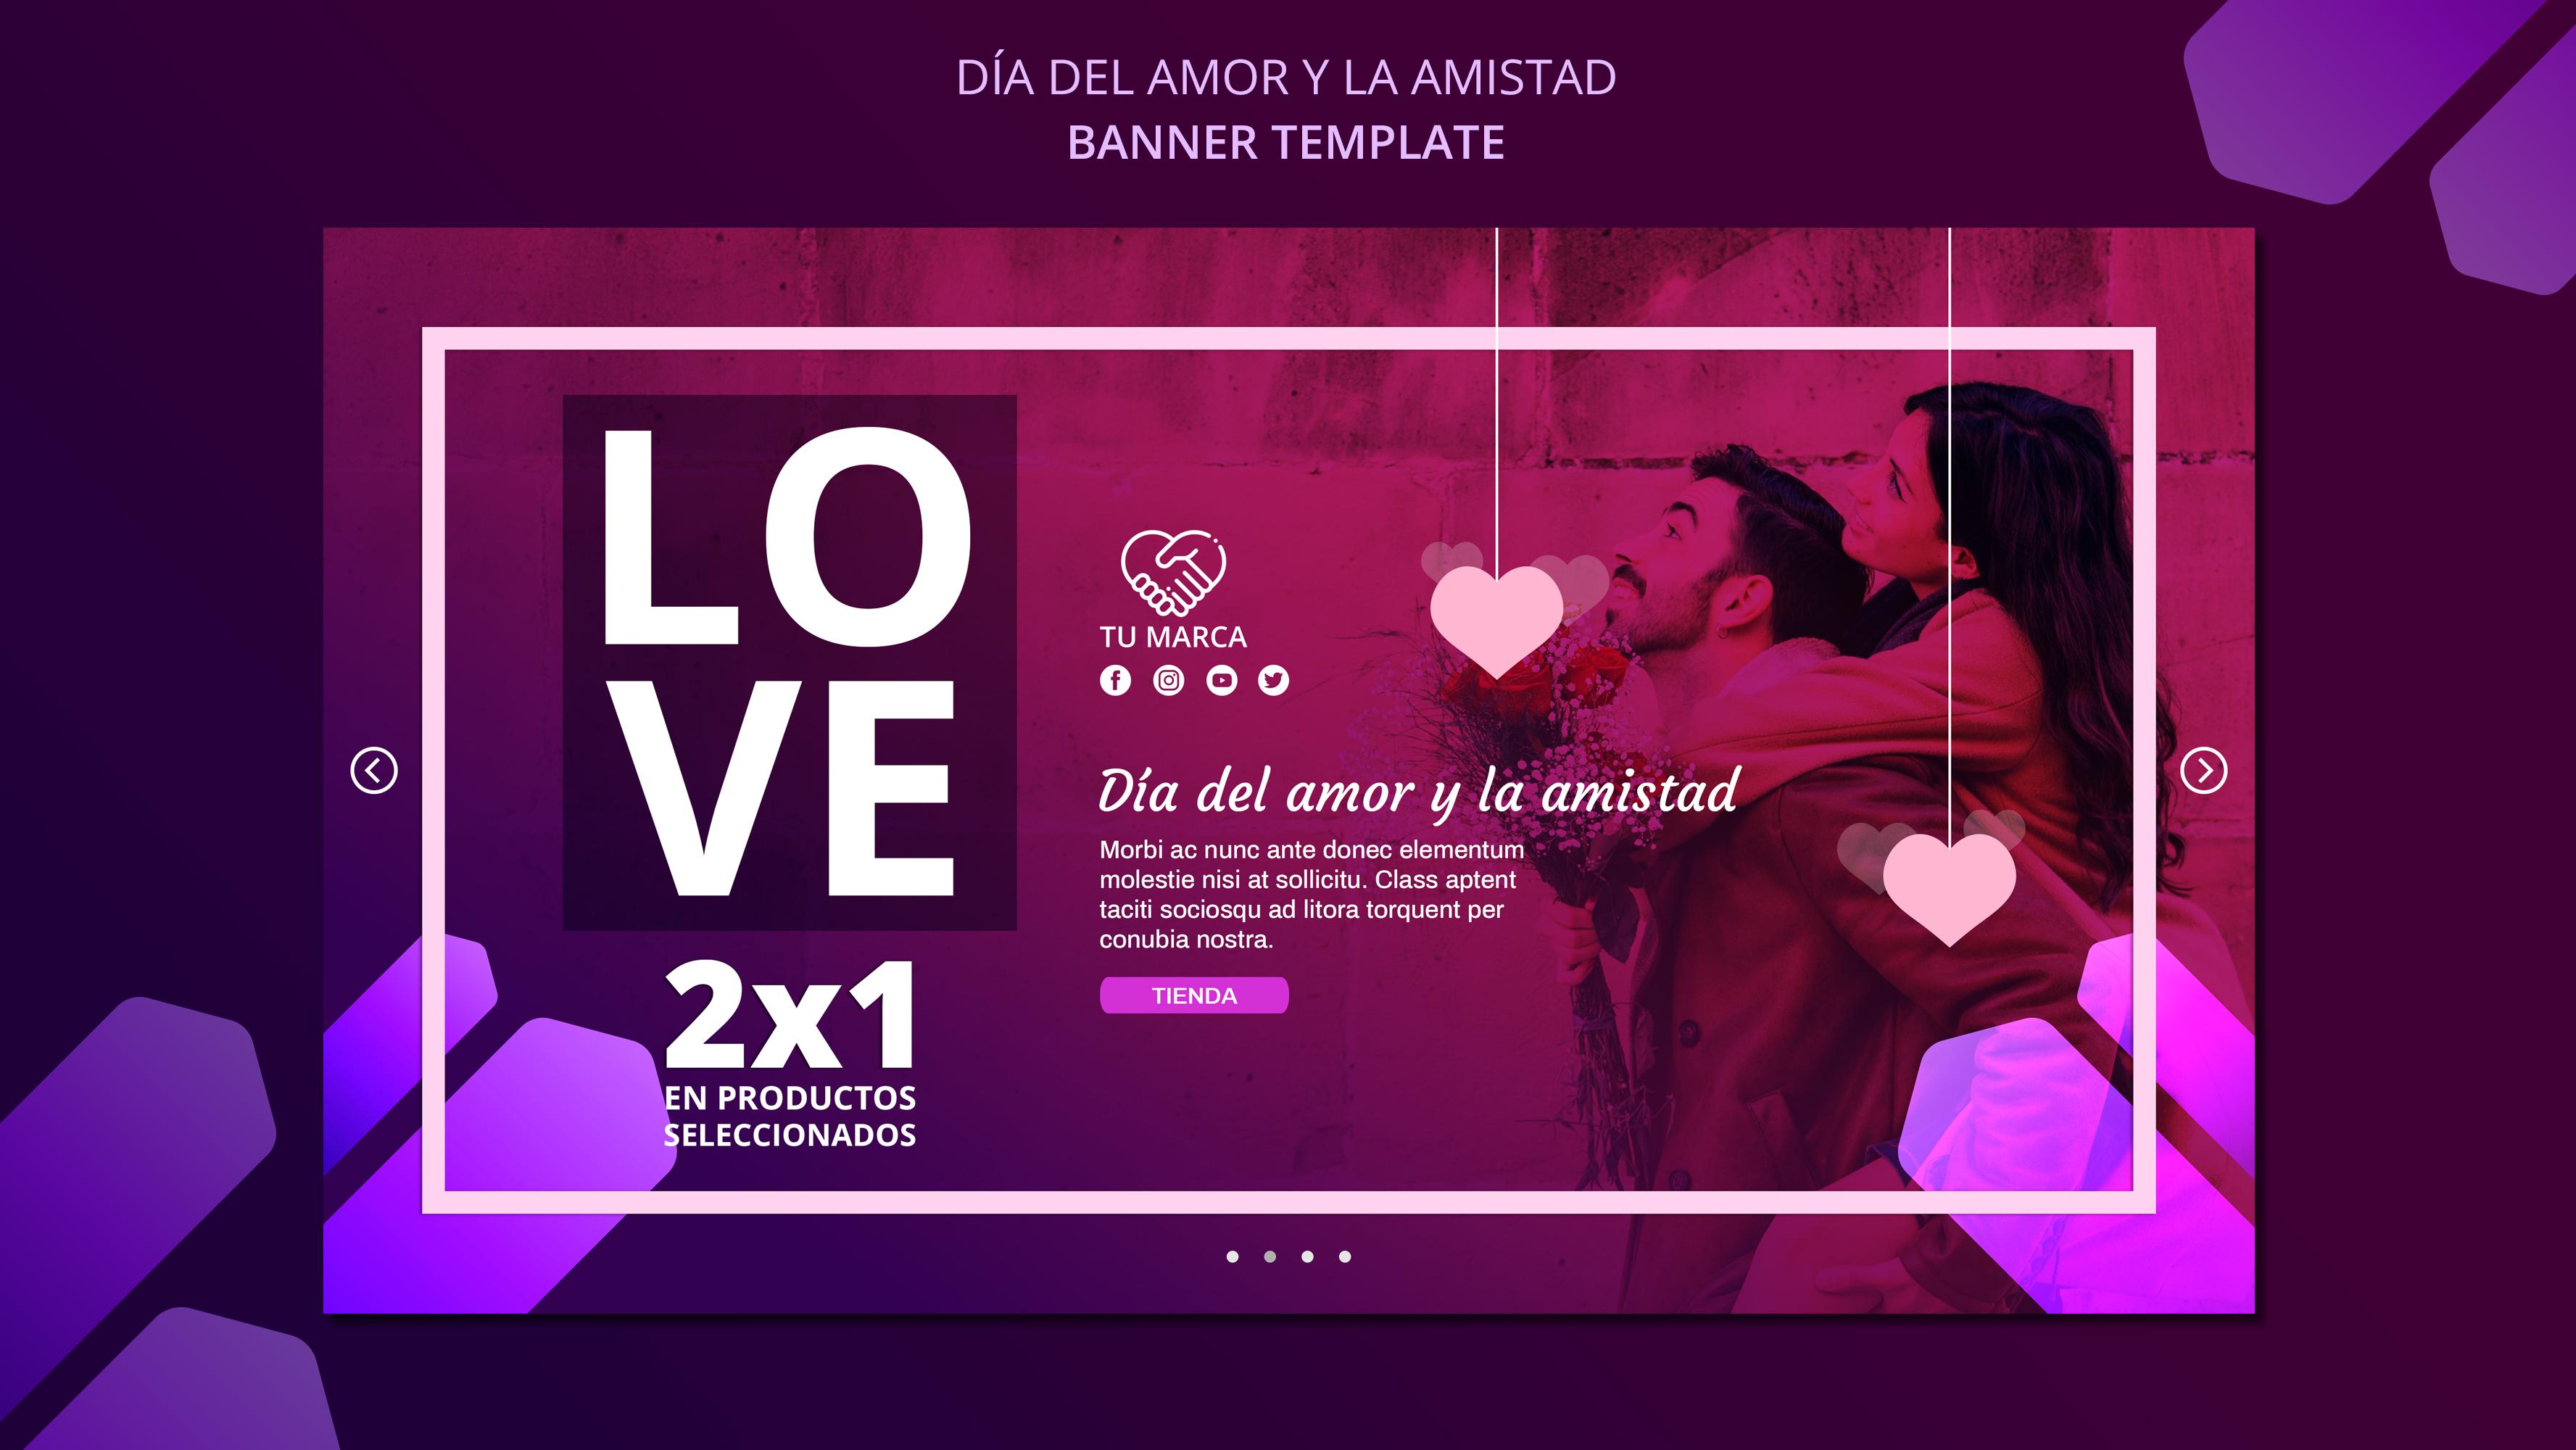 DÍA DEL AMOR Y LA AMISTAD
BANNER TEMPLATE
LO
VE
2x1
EN PRODUCTOS
SELECCIONADOS
TU MARCA
Día del amor y la amistad
Morbi ac nunc ante donec elementum
molestie nisi at sollicitu. Class aptent
taciti sociosqu ad litora torquent per
conubia nostra.
TIENDA